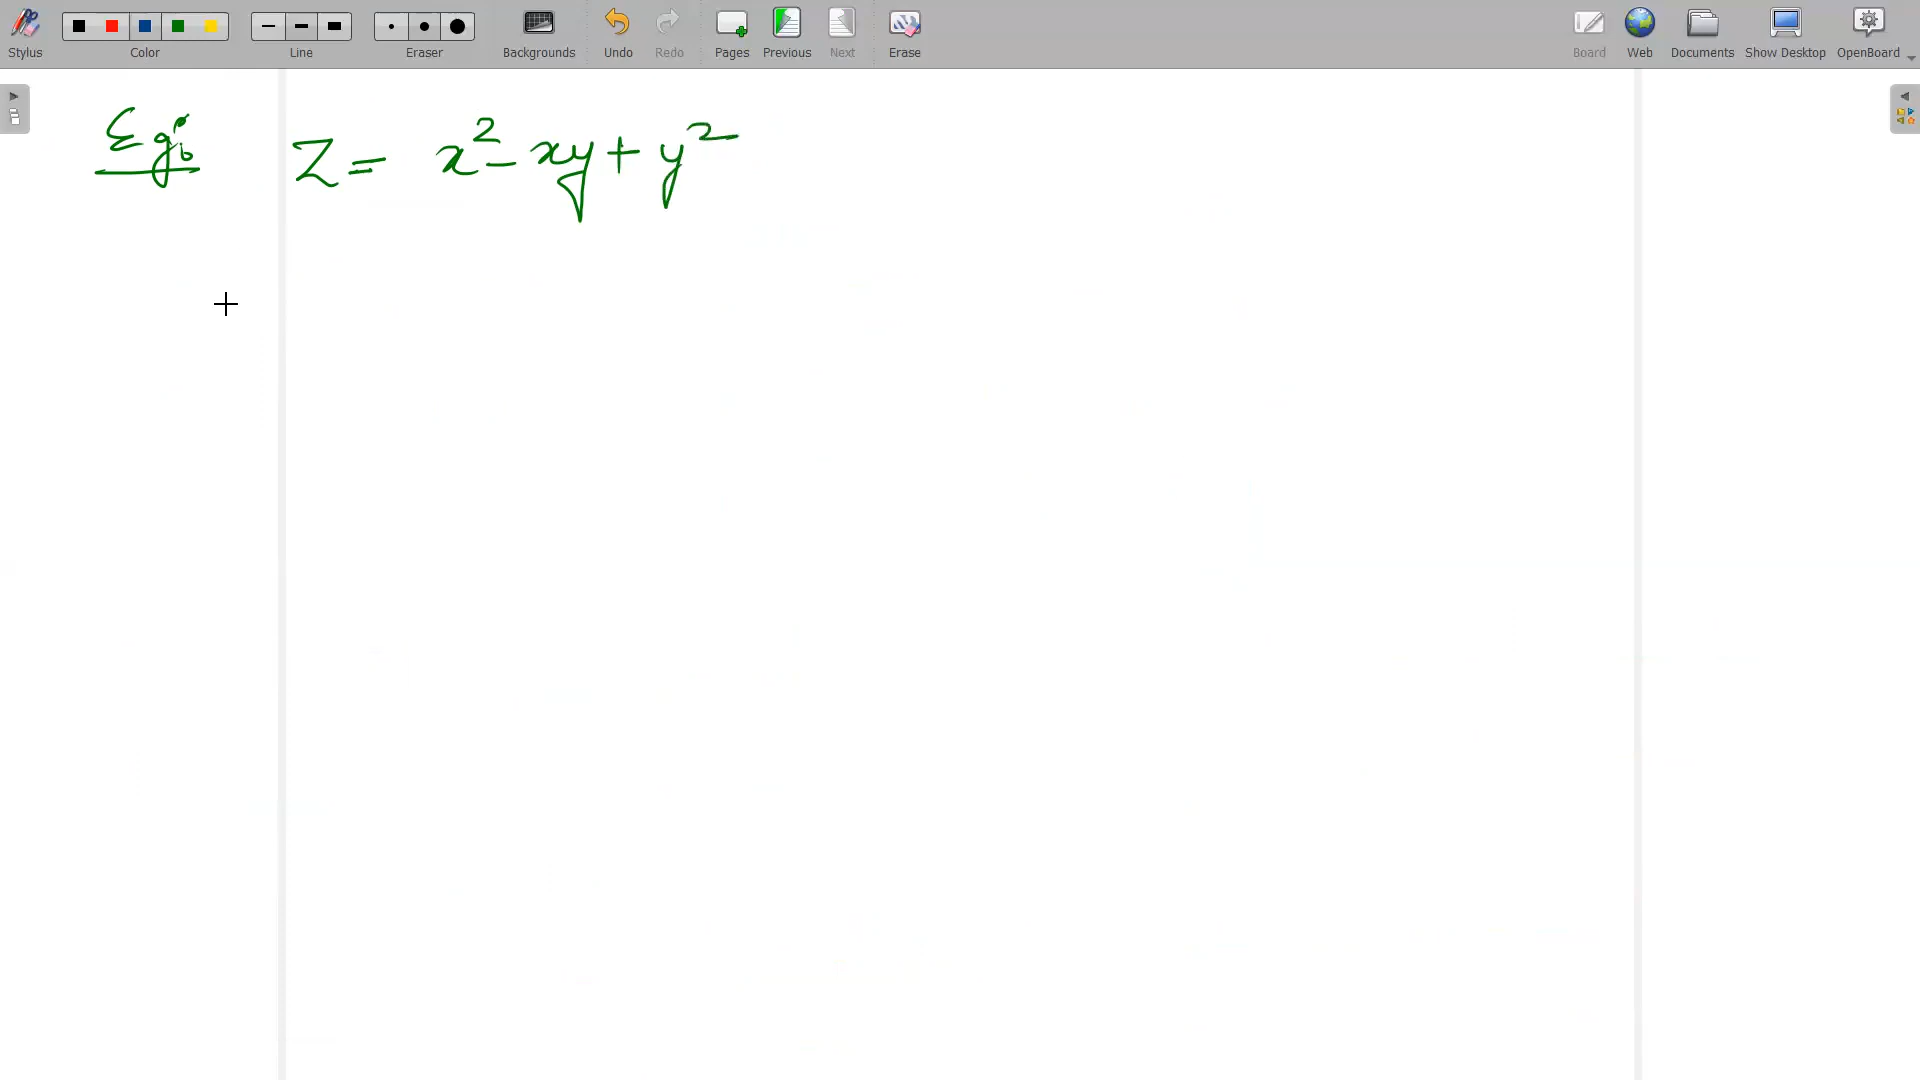 Stylus Color Line Eraser Backgrounds Undo Redo Pages Previous Next Erase Board Web Documents Show Desktop OpenBoard
Eg: Z = x² - xy + y²